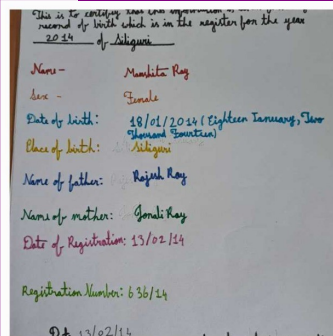 This is to certify that the information
record of birth which is in the register for the year
2014 of Siliguri
Name - Manshita Roy
Sex - Female
Date of birth: 18/01/2014 (Eighteen January, Two
Thousand Fourteen)
Place of birth: Siliguri
Name of father: Rajesh Roy
Name of mother: Jonali Roy
Date of Registration: 13/02/14
Registration Number: 636/14
13/02/14